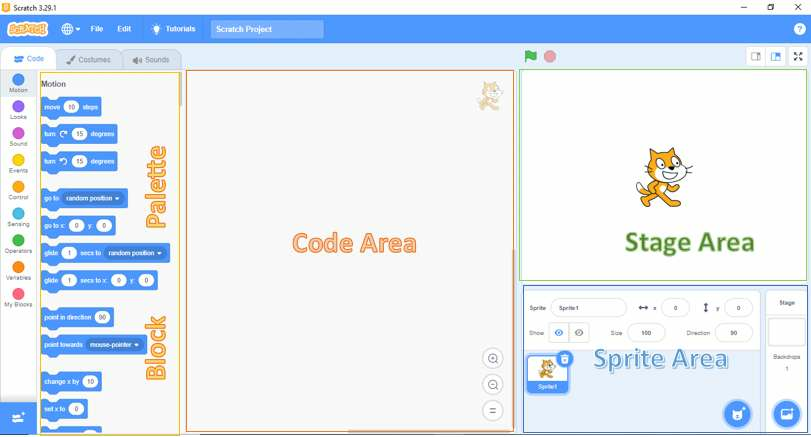 Scratch 3.29.1
SCRATCH File Edit Tutorials Scratch Project ?
Code Costumes Sounds
Motion
Looks
Sound
Events
Control
Sensing
Operators
Variables
My Blocks
Motion
move 10 steps
turn 15 degrees
turn 15 degrees
go to random position
go to x: 0 y: 0
glide 1 secs to random position
glide 1 secs to x: 0 y: 0
point in direction 90
point towards mouse-pointer
change x by 10
set x to 0
Block Palette
Code Area
Stage Area
Sprite Sprite1 x 0 y 0
Show Size 100 Direction 90
Sprite1
Sprite Area
Stage
Backdrops
1